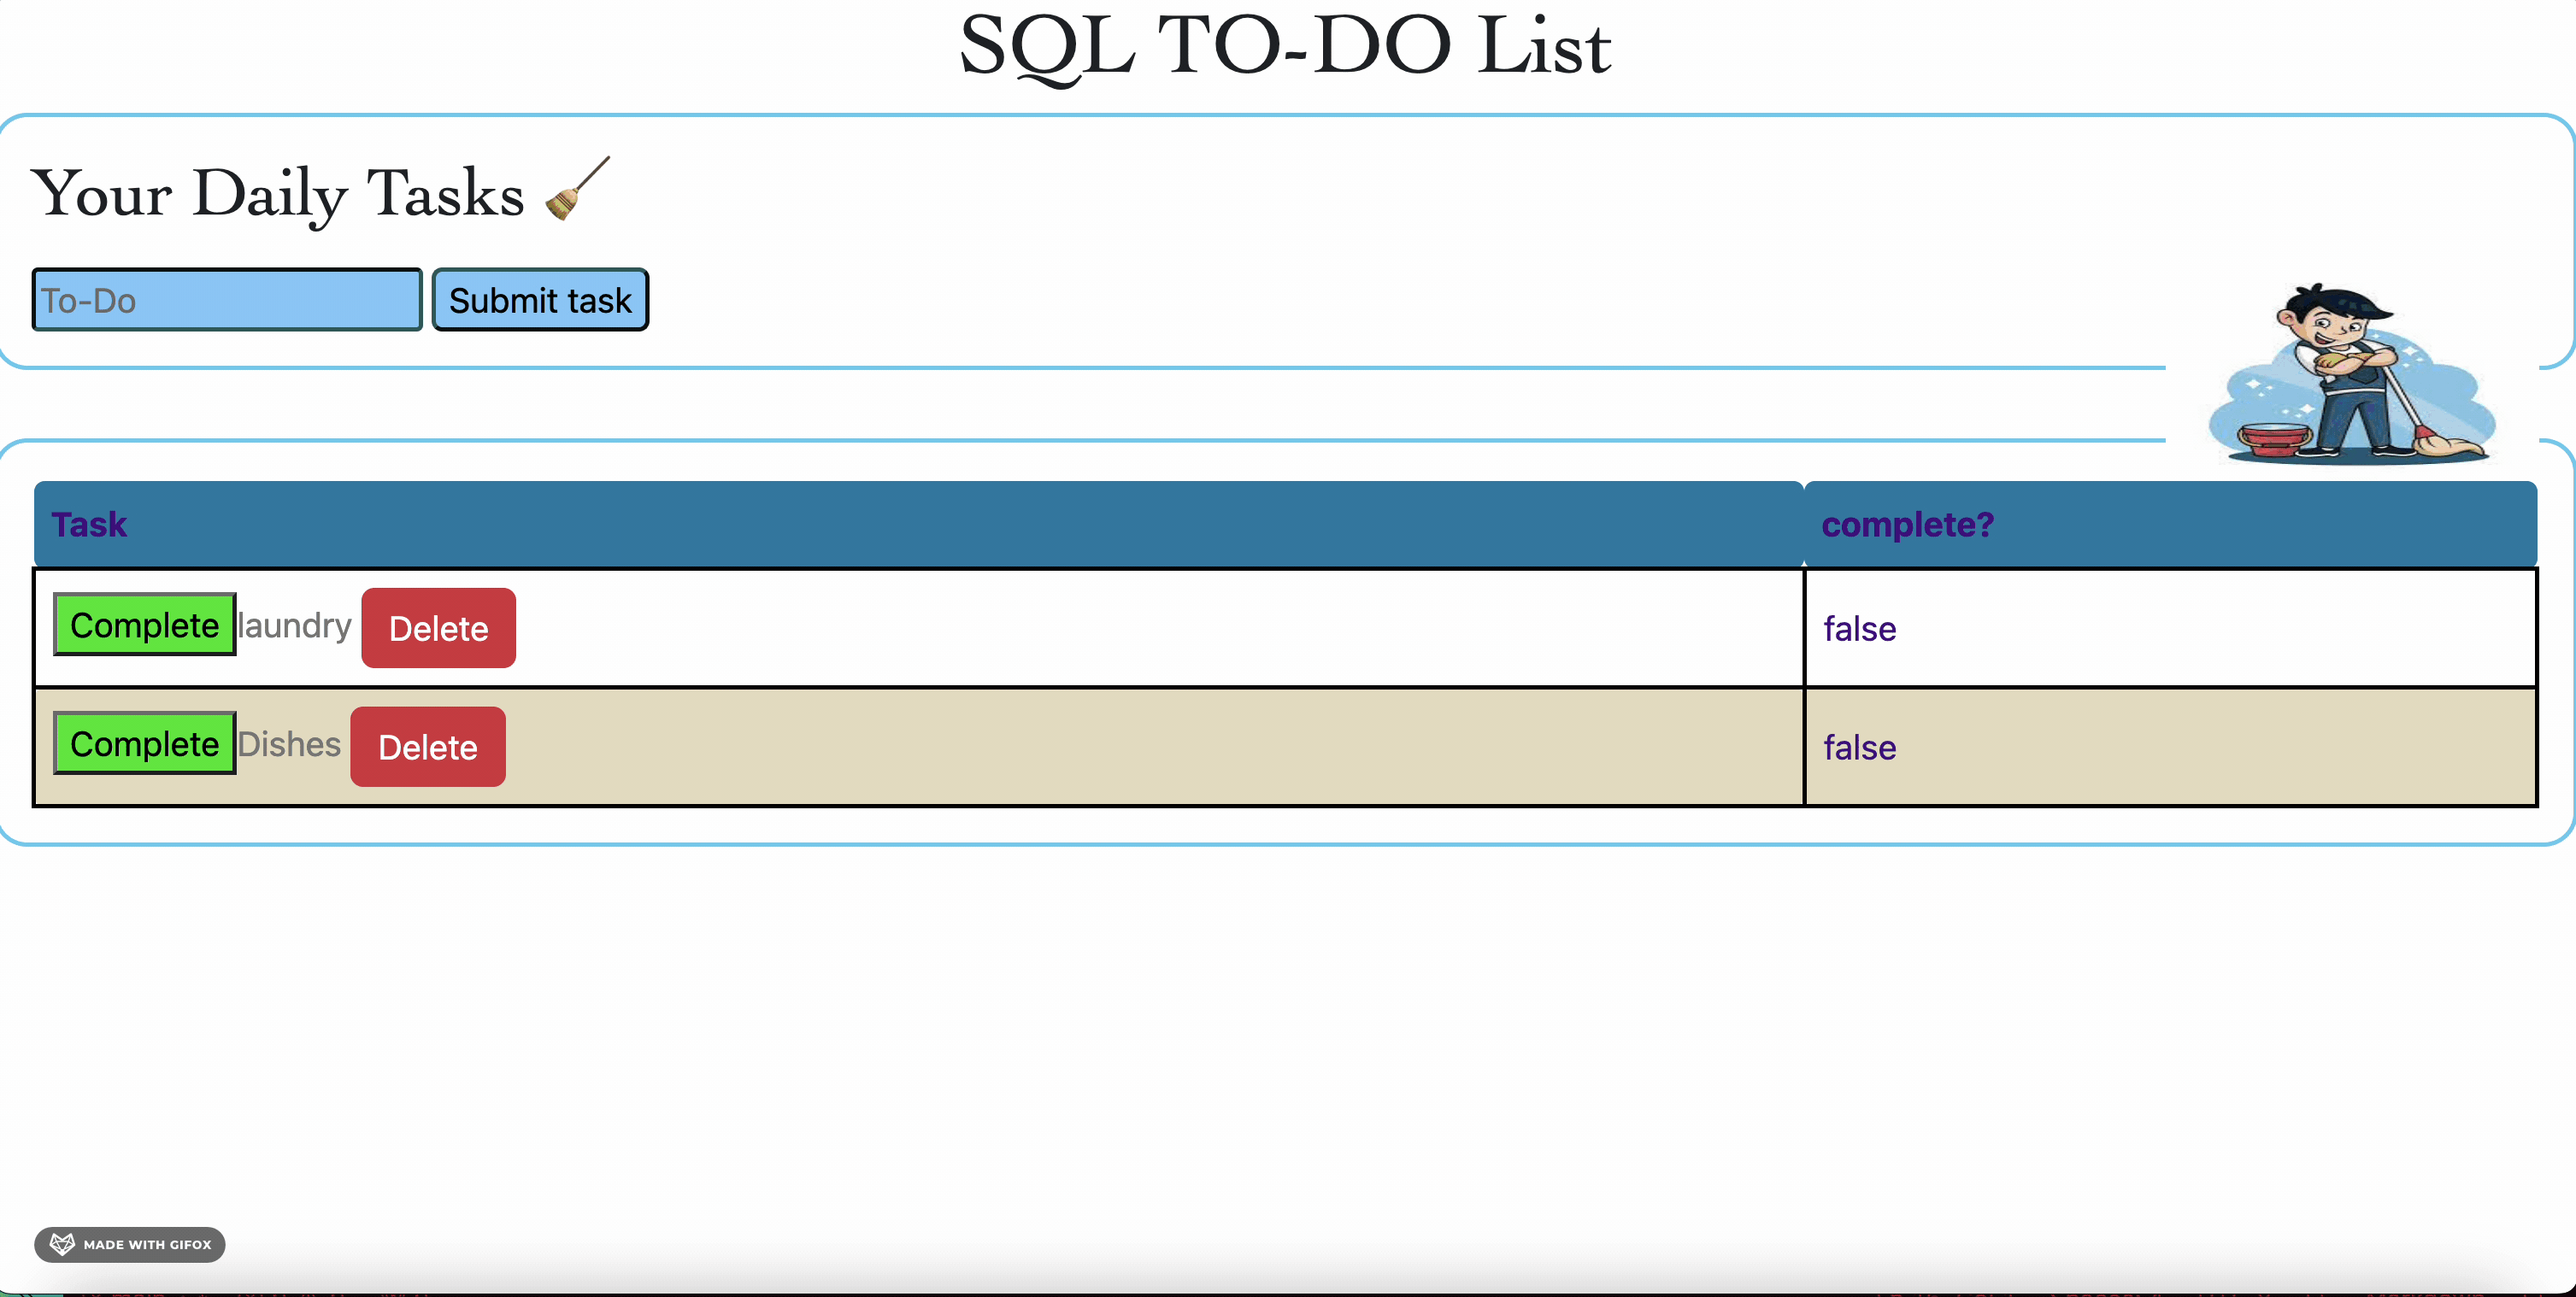 SQL TO-DO List
Your Daily Tasks 🧹
To-Do Submit task
Task complete?
Complete laundry Delete false
Complete Dishes Delete false
MADE WITH GIFOX